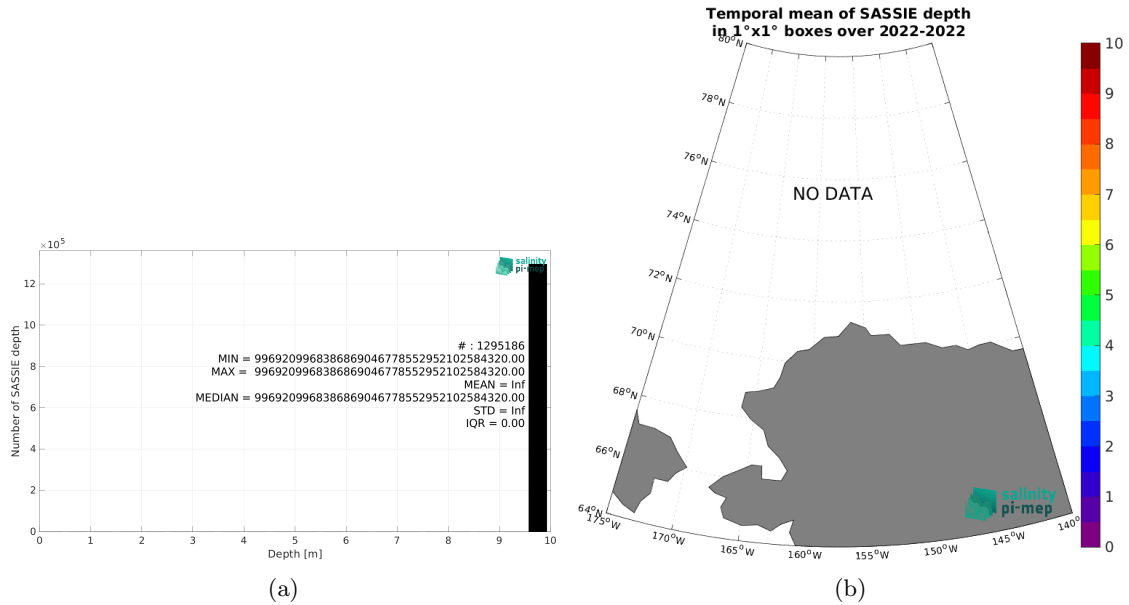 ×10⁵
12
10
8
6
4
2
0
Number of SASSIE depth
salinity
pi-mep
# : 1295186
MIN = 9969209968386869046778552952102584320.00
MAX = 9969209968386869046778552952102584320.00
MEAN = Inf
MEDIAN = 9969209968386869046778552952102584320.00
STD = Inf
IQR = 0.00
0 1 2 3 4 5 6 7 8 9 10
Depth [m]
(a)
Temporal mean of SASSIE depth
in 1°x1° boxes over 2022-2022
80°N
78°N
76°N
74°N
72°N
70°N
68°N
66°N
64°N
NO DATA
salinity
pi-mep
175°W
170°W
165°W
160°W
155°W
150°W
145°W
140°
10
9
8
7
6
5
4
3
2
1
0
(b)